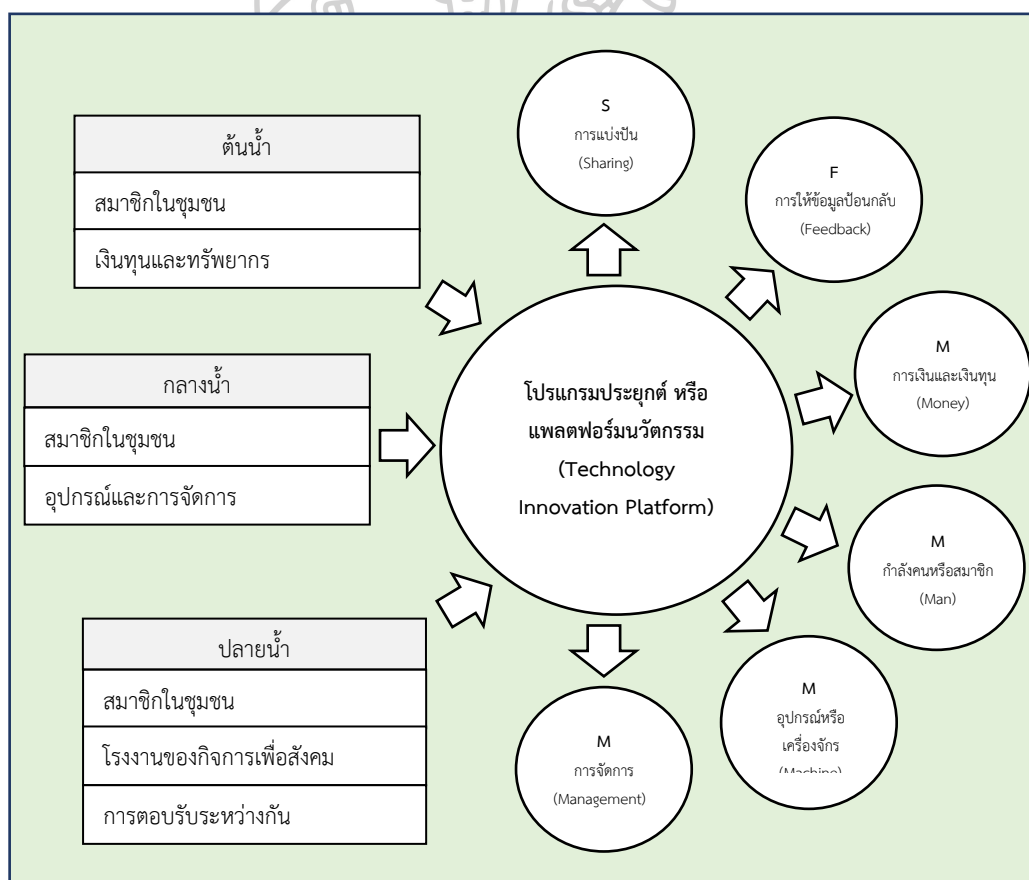 ต้นน้ำ
สมาชิกในชุมชน
เงินทุนและทรัพยากร
กลางน้ำ
สมาชิกในชุมชน
อุปกรณ์และการจัดการ
ปลายน้ำ
สมาชิกในชุมชน
โรงงานของกิจการเพื่อสังคม
การตอบรับระหว่างกัน
โปรแกรมประยุกต์ หรือ
แพลตฟอร์มนวัตกรรม
(Technology
Innovation Platform)
S
การแบ่งปัน
(Sharing)
F
การให้ข้อมูลป้อนกลับ
(Feedback)
M
การเงินและเงินทุน
(Money)
M
กำลังคนหรือสมาชิก
(Man)
M
อุปกรณ์หรือ
เครื่องจักร
(Machine)
M
การจัดการ
(Management)